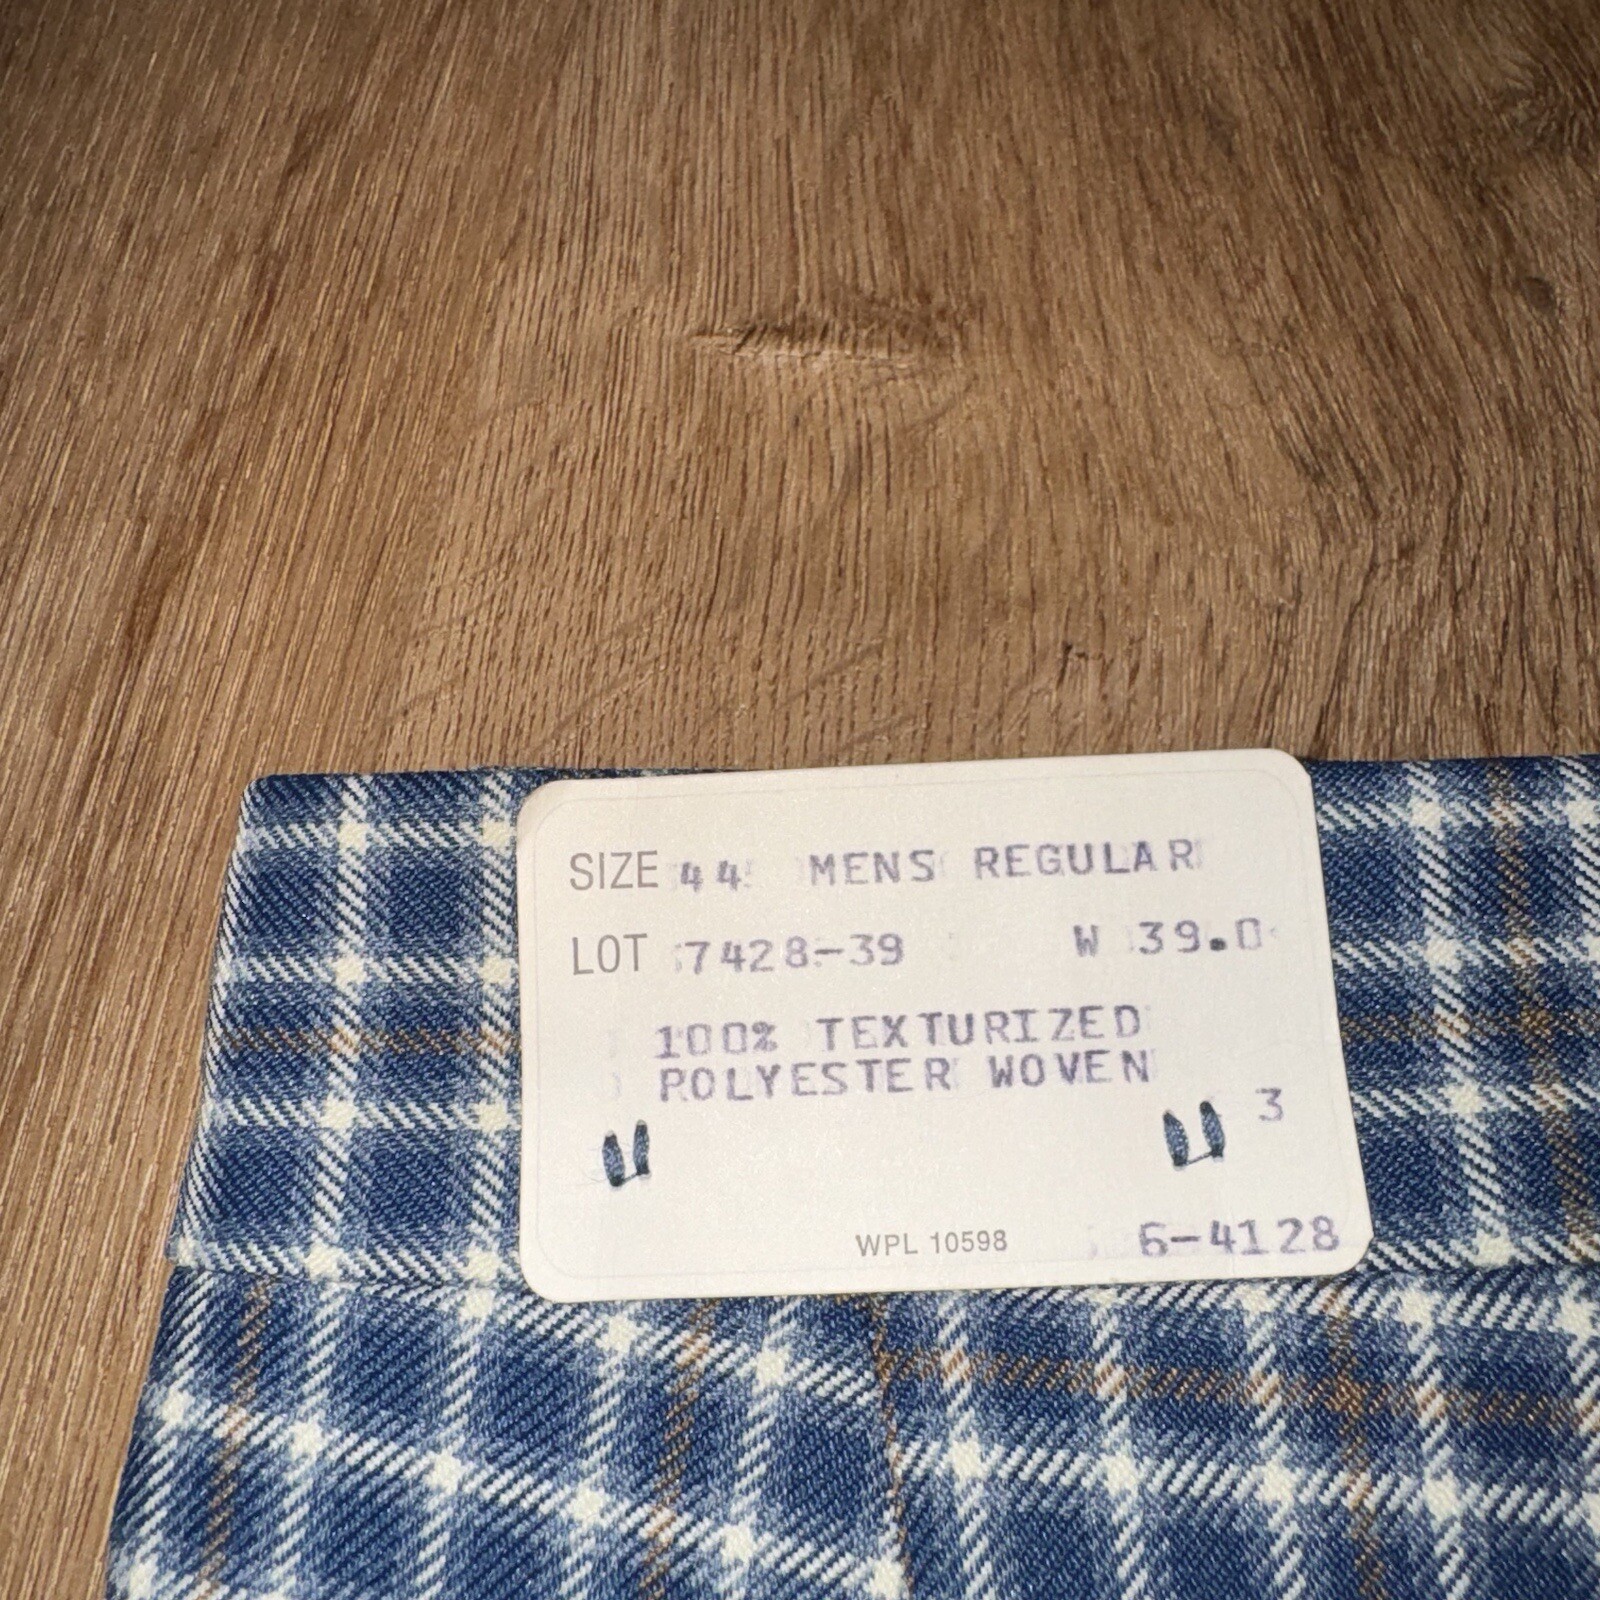 SIZE 44 MENS REGULAR
LOT 7428-39 W 39.0
100% TEXTURIZED
POLYESTER WOVEN
3
WPL 10598 6-4128